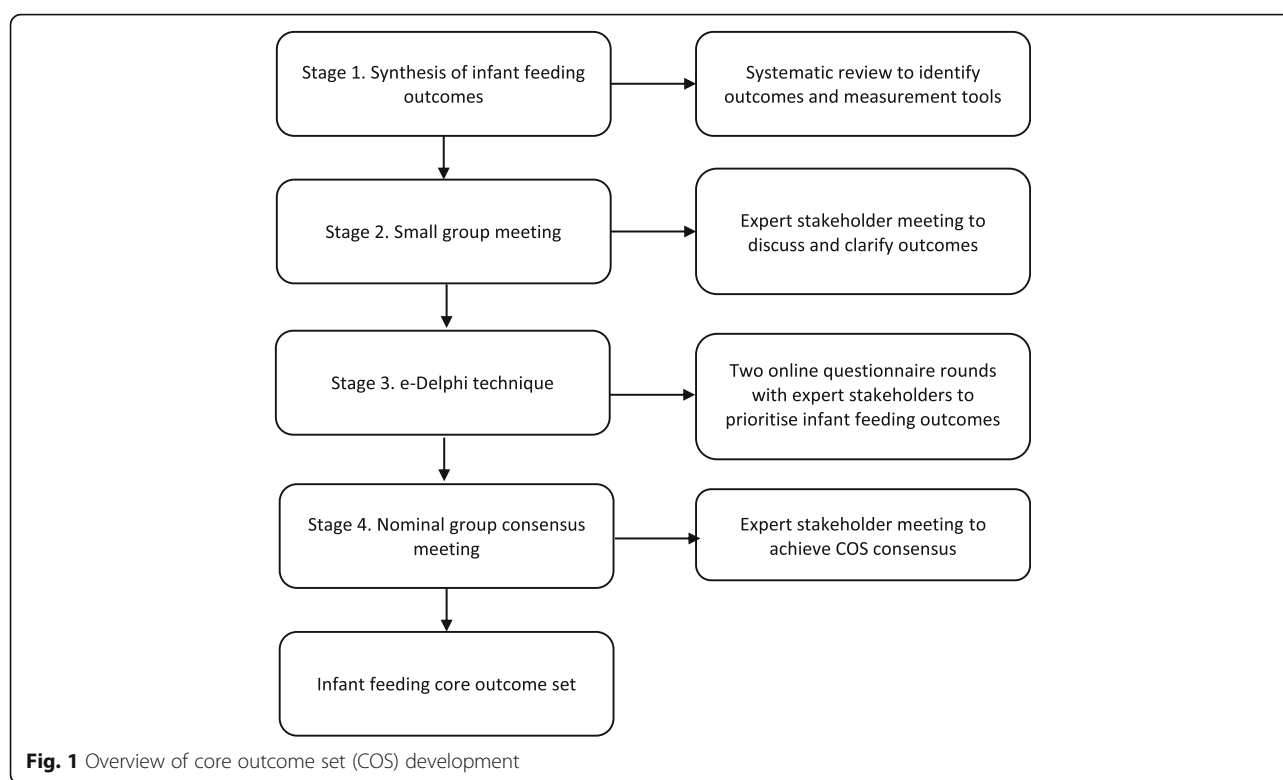 Stage 1. Synthesis of infant feeding
outcomes
Systematic review to identify
outcomes and measurement tools
Stage 2. Small group meeting
Expert stakeholder meeting to
discuss and clarify outcomes
Stage 3. e-Delphi technique
Two online questionnaire rounds
with expert stakeholders to
prioritise infant feeding outcomes
Stage 4. Nominal group consensus
meeting
Expert stakeholder meeting to
achieve COS consensus
Infant feeding core outcome set
Fig. 1 Overview of core outcome set (COS) development